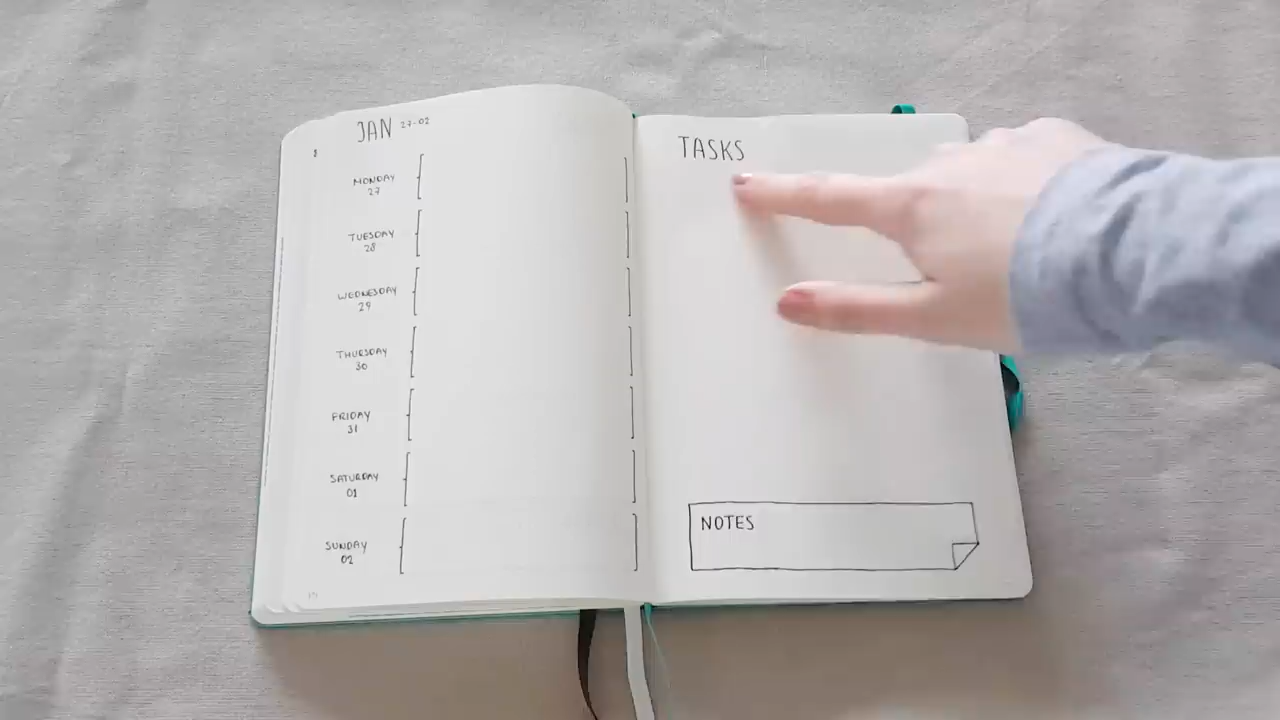 JAN 27-02
MONDAY
27
TUESDAY
28
WEDNESDAY
29
THURSDAY
30
FRIDAY
31
SATURDAY
01
SUNDAY
02
TASKS
NOTES